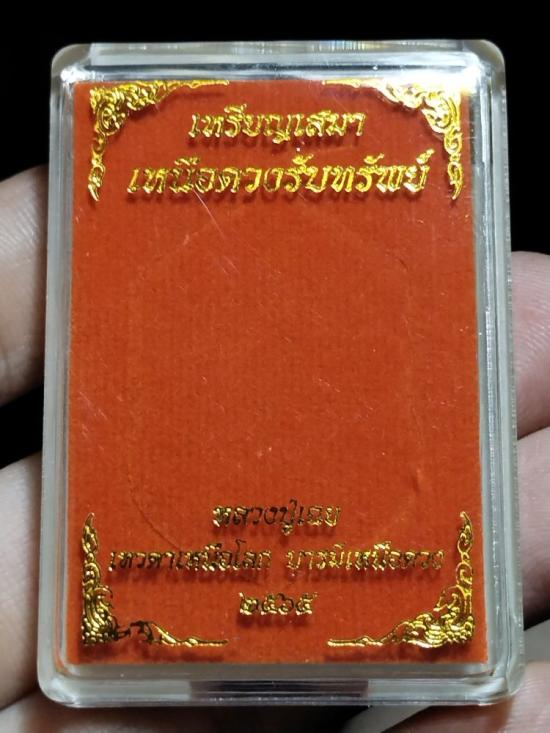 เหรียญเสมา
เหนือดวงรับทรัพย์
หลวงปู่เฉย
เทวดาเหนือโลก บารมีเหนือดวง
๒๕๖๕